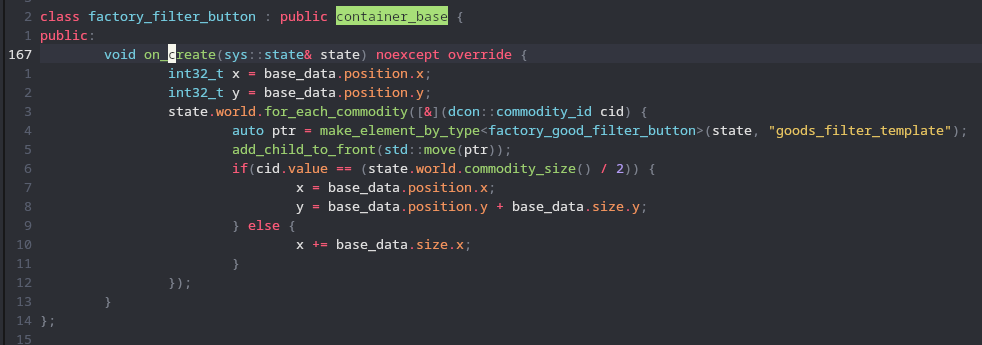 2 class factory_filter_button : public container_base {
1 public:
167 void on_create(sys::state& state) noexcept override {
1 int32_t x = base_data.position.x;
2 int32_t y = base_data.position.y;
3 state.world.for_each_commodity([&](dcon::commodity_id cid) {
4 auto ptr = make_element_by_type<factory_good_filter_button>(state, "goods_filter_template");
5 add_child_to_front(std::move(ptr));
6 if(cid.value == (state.world.commodity_size() / 2)) {
7 x = base_data.position.x;
8 y = base_data.position.y + base_data.size.y;
9 } else {
10 x += base_data.size.x;
11 }
12 });
13 }
14 };
15